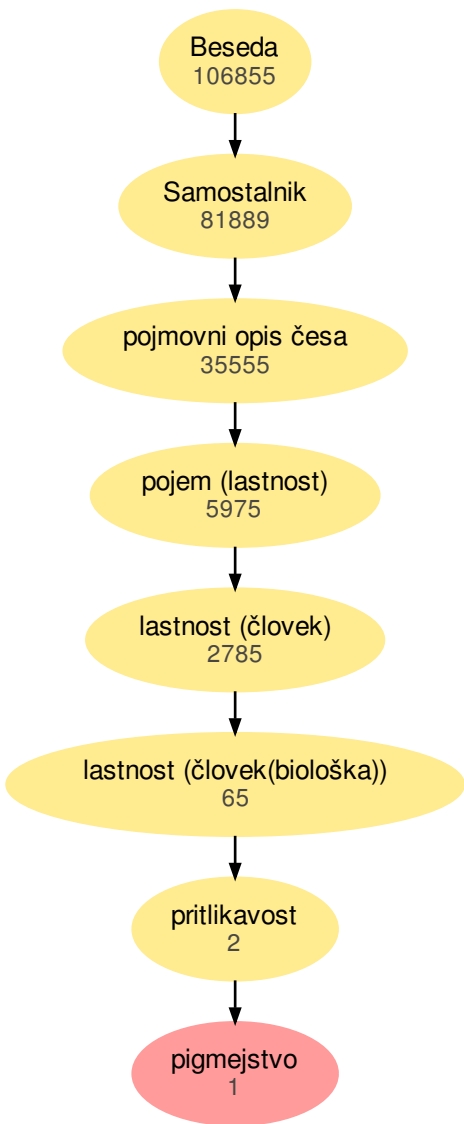 Beseda
106855
Samostalnik
81889
pojmovni opis česa
35555
pojem (lastnost)
5975
lastnost (človek)
2785
lastnost (človek(biološka))
65
pritlikavost
2
pigmejstvo
1